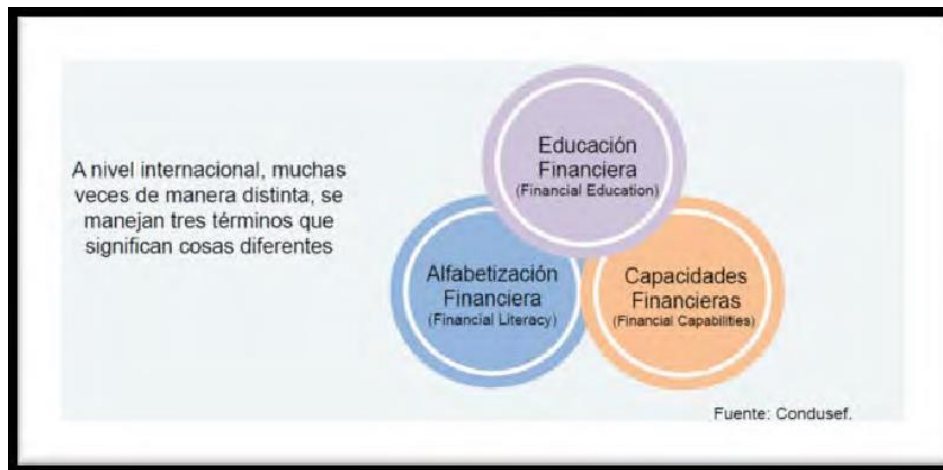 A nivel internacional, muchas
veces de manera distinta, se
manejan tres términos que
significan cosas diferentes
Educación
Financiera
(Financial Education)
Alfabetización
Financiera
(Financial Literacy)
Capacidades
Financieras
(Financial Capabilities)
Fuente: Condusef.